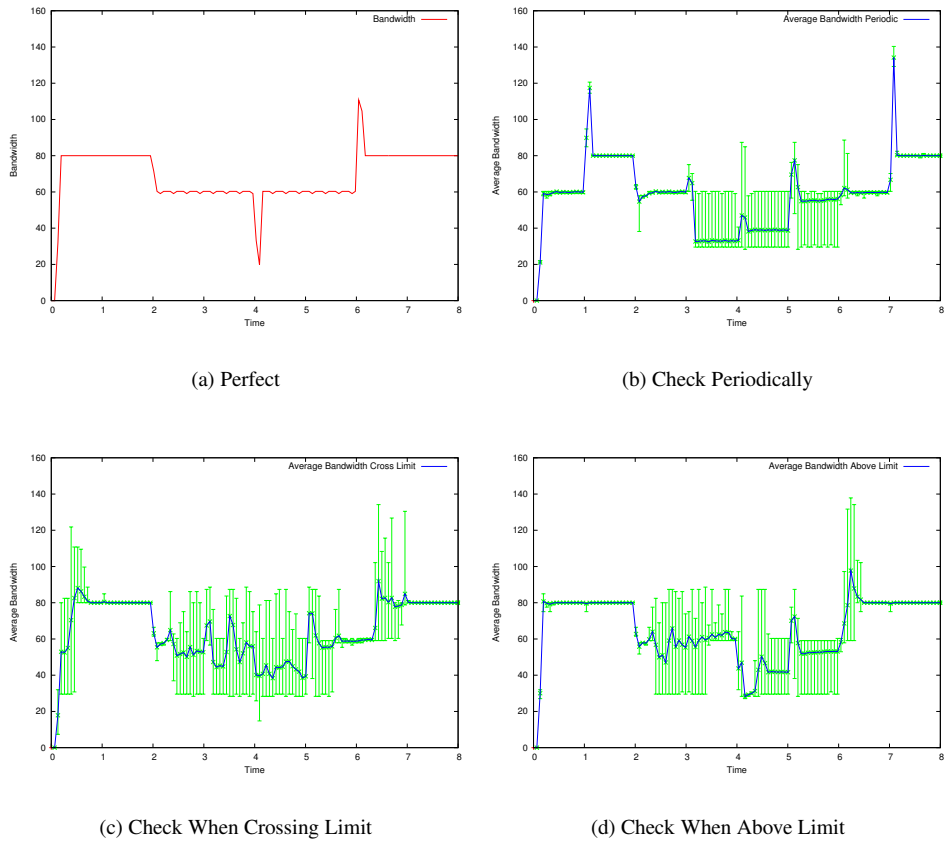 160
140
120
100
80
60
40
20
0
Bandwidth
Bandwidth
0 1 2 3 4 5 6 7 8
Time
(a) Perfect
160
140
120
100
80
60
40
20
0
Average Bandwidth
Average Bandwidth Periodic
0 1 2 3 4 5 6 7 8
Time
(b) Check Periodically
160
140
120
100
80
60
40
20
0
Average Bandwidth
Average Bandwidth Cross Limit
0 1 2 3 4 5 6 7 8
Time
(c) Check When Crossing Limit
160
140
120
100
80
60
40
20
0
Average Bandwidth
Average Bandwidth Above Limit
0 1 2 3 4 5 6 7 8
Time
(d) Check When Above Limit